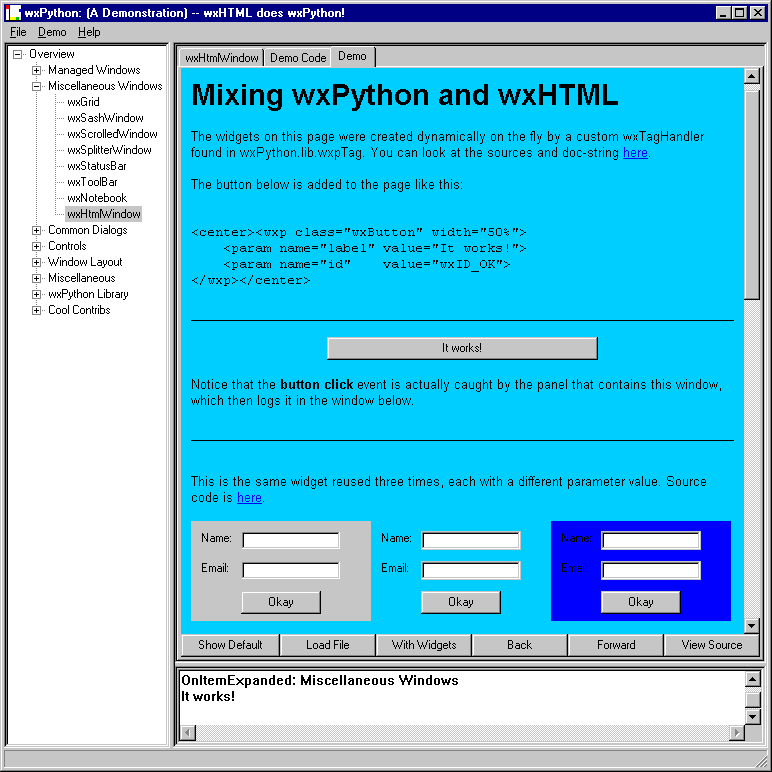 wxPython: (A Demonstration) -- wxHTML does wxPython!
File Demo Help
Overview
Managed Windows
Miscellaneous Windows
wxGrid
wxSashWindow
wxScrolledWindow
wxSplitterWindow
wxStatusBar
wxToolBar
wxNotebook
wxHtmlWindow
Common Dialogs
Controls
Window Layout
Miscellaneous
wxPython Library
Cool Contribs
wxHtmlWindow Demo Code Demo
Mixing wxPython and wxHTML
The widgets on this page were created dynamically on the fly by a custom wxTagHandler
found in wxPython.lib.wxpTag. You can look at the sources and doc-string here.
The button below is added to the page like this:
<center><wxp class="wxButton" width="50%">
    <param name="label" value="It works!">
    <param name="id"    value="wxID_OK">
</wxp></center>
It works!
Notice that the button click event is actually caught by the panel that contains this window,
which then logs it in the window below.
This is the same widget reused three times, each with a different parameter value. Source
code is here.
Name: Name: Name:
Email: Email: Email:
Okay Okay Okay
Show Default Load File With Widgets Back Forward View Source
OnItemExpanded: Miscellaneous Windows
It works!